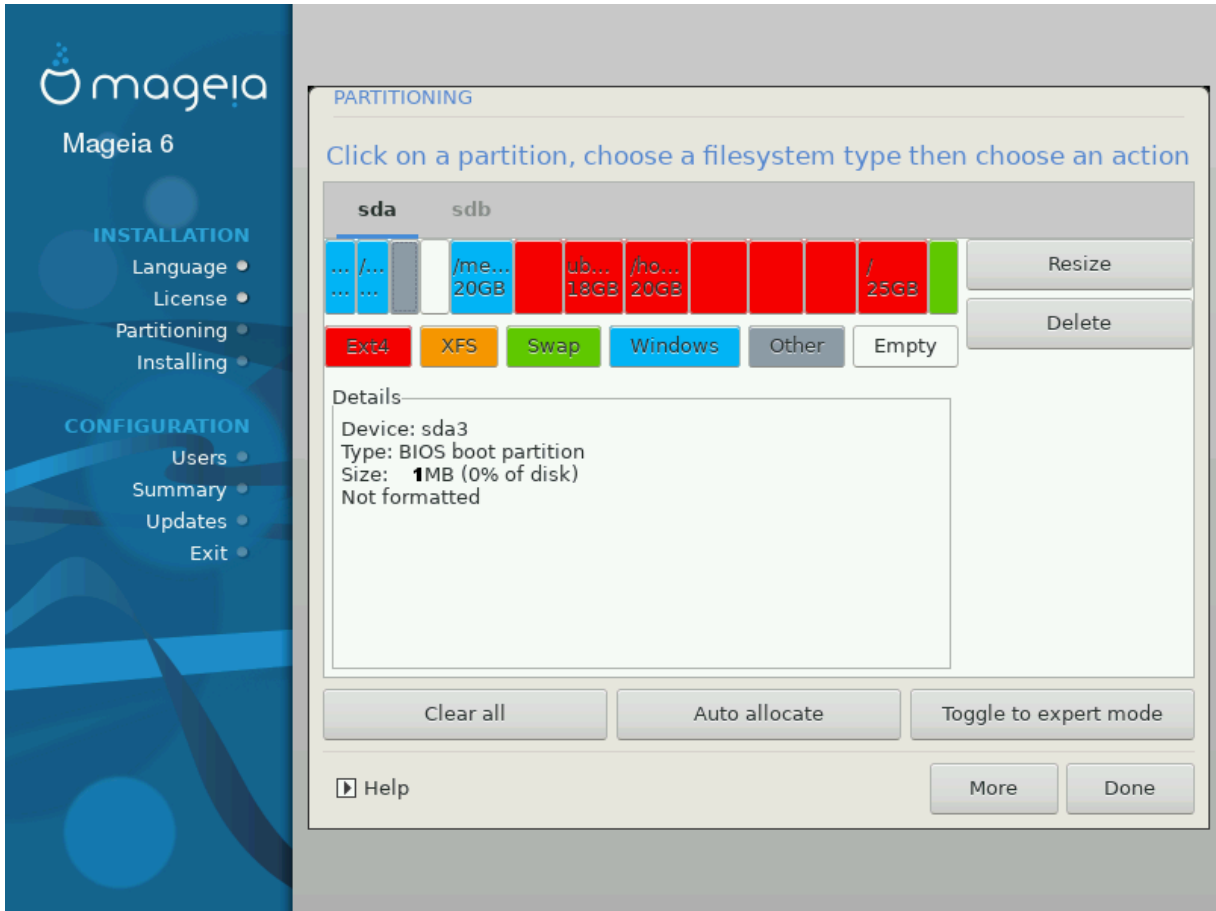 mageia
Mageia 6
INSTALLATION
Language
License
Partitioning
Installing
CONFIGURATION
Users
Summary
Updates
Exit
PARTITIONING
Click on a partition, choose a filesystem type then choose an action
sda sdb
... /... /me... ub... /ho... /
... ... 20GB 18GB 20GB 25GB
Resize
Delete
Ext4 XFS Swap Windows Other Empty
Details
Device: sda3
Type: BIOS boot partition
Size: 1MB (0% of disk)
Not formatted
Clear all Auto allocate Toggle to expert mode
Help More Done